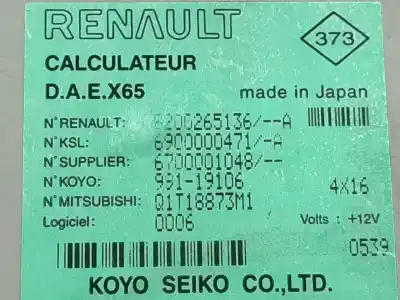 RENAULT
373
CALCULATEUR
D.A.E.X65 made in Japan
N°RENAULT: 8200265136/--A
N°KSL: 6900000471/-A
N°SUPPLIER: 6700001048/--
N°KOYO: 991-19106 4X16
N°MITSUBISHI: Q1T18873M1
Logiciel: 0006 Volts : +12V
0539
KOYO SEIKO CO.,LTD.